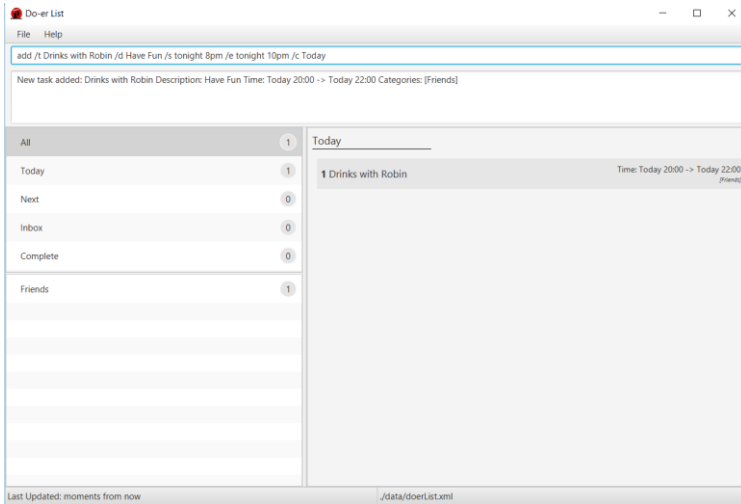 Do-er List
File Help
add /t Drinks with Robin /d Have Fun /s tonight 8pm /e tonight 10pm /c Today
New task added: Drinks with Robin Description: Have Fun Time: Today 20:00 -> Today 22:00 Categories: [Friends]
All 1
Today 1
Next 0
Inbox 0
Complete 0
Friends 1
Today
1 Drinks with Robin Time: Today 20:00 -> Today 22:00
[Friends]
Last Updated: moments from now ./data/doerList.xml